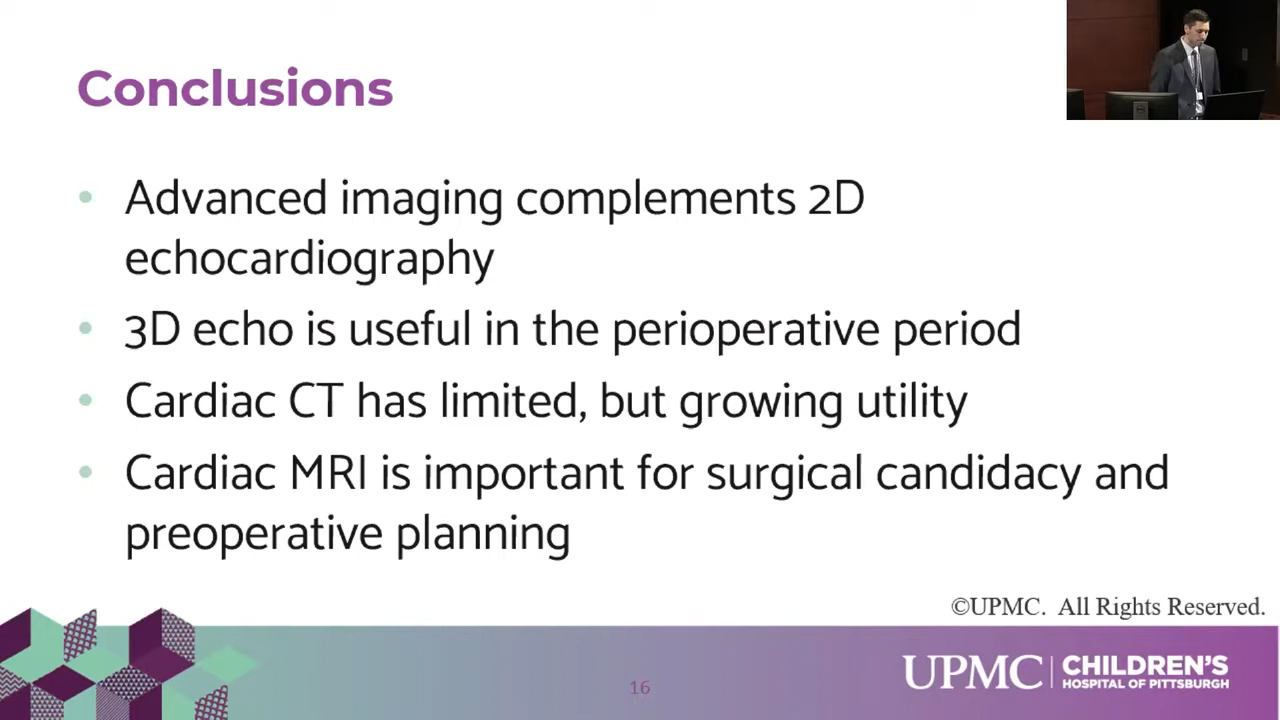 Conclusions
• Advanced imaging complements 2D
echocardiography
• 3D echo is useful in the perioperative period
• Cardiac CT has limited, but growing utility
• Cardiac MRI is important for surgical candidacy and
preoperative planning
©UPMC. All Rights Reserved.
16
UPMC | CHILDREN'S
HOSPITAL OF PITTSBURGH